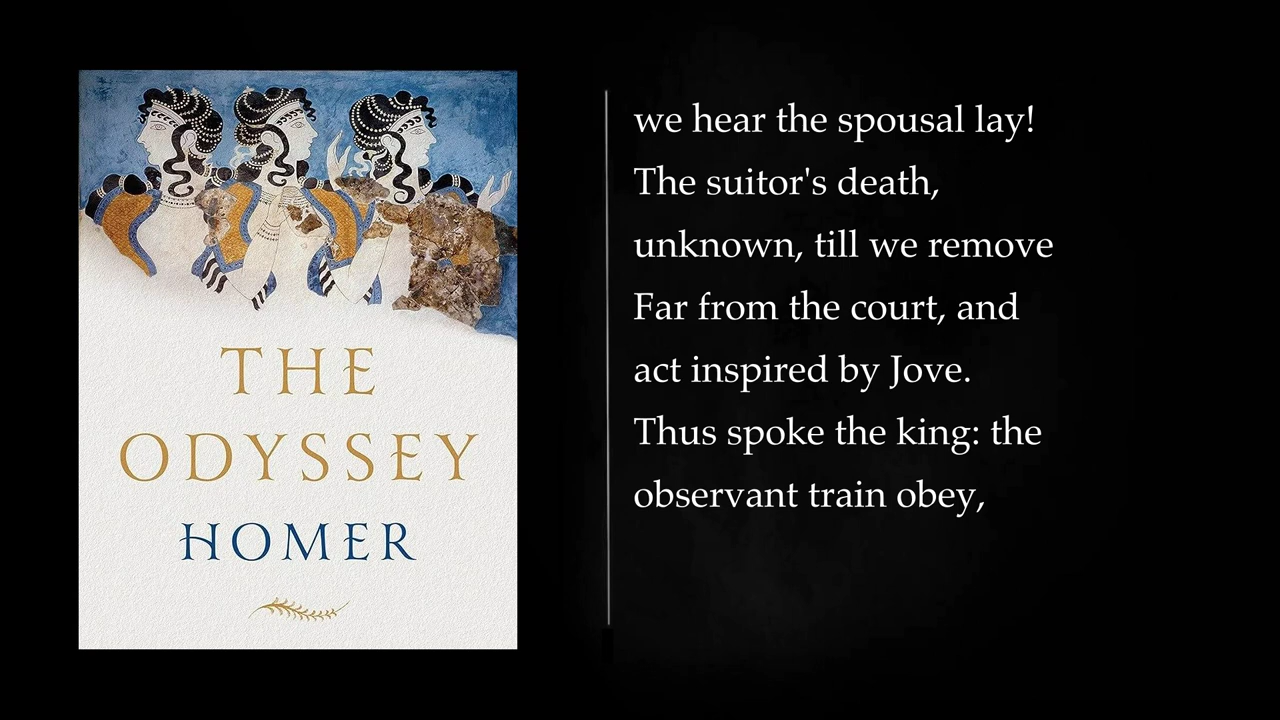 THE
ODYSSEY
HOMER
we hear the spousal lay!
The suitor's death,
unknown, till we remove
Far from the court, and
act inspired by Jove.
Thus spoke the king: the
observant train obey,